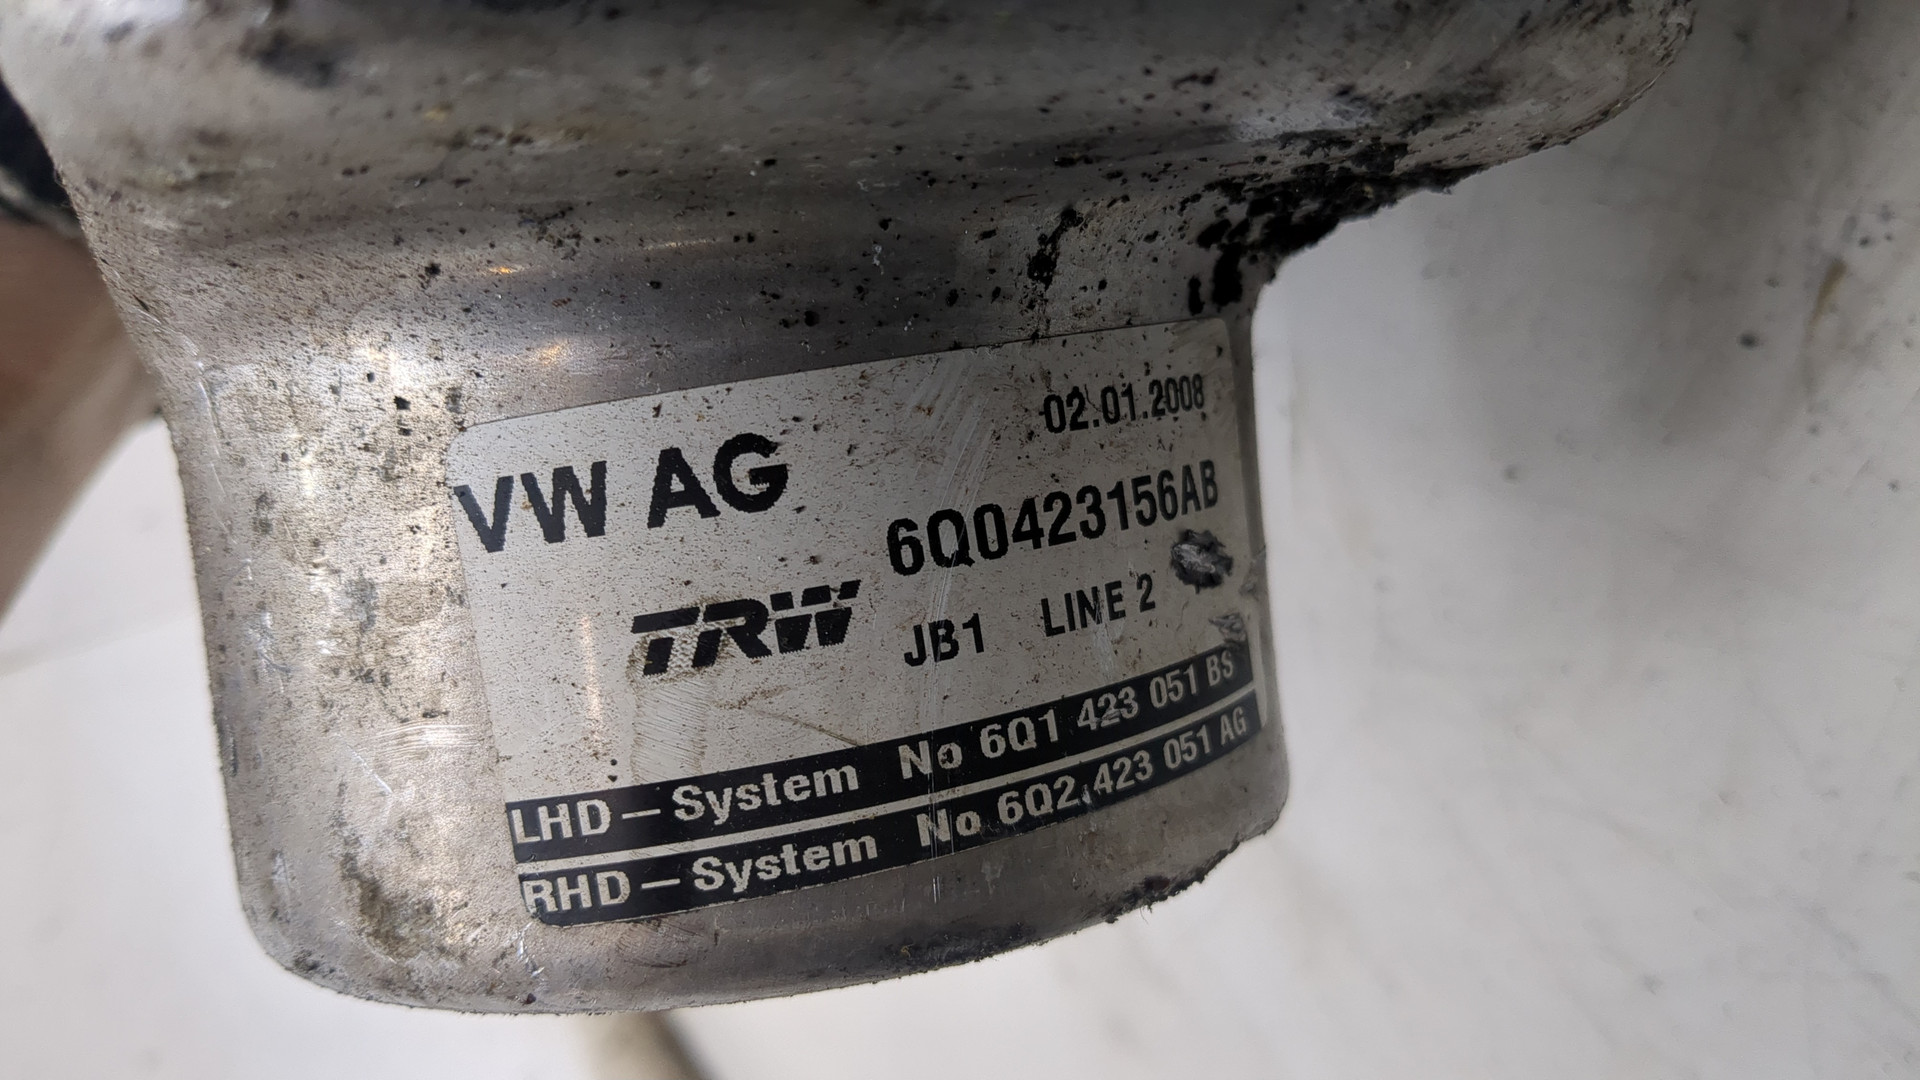 02.01.2008
VW AG
6Q0423156AB
TRW JB1 LINE 2
LHD – System No 6Q1 423 051 BS
RHD – System No 6Q2 423 051 AG